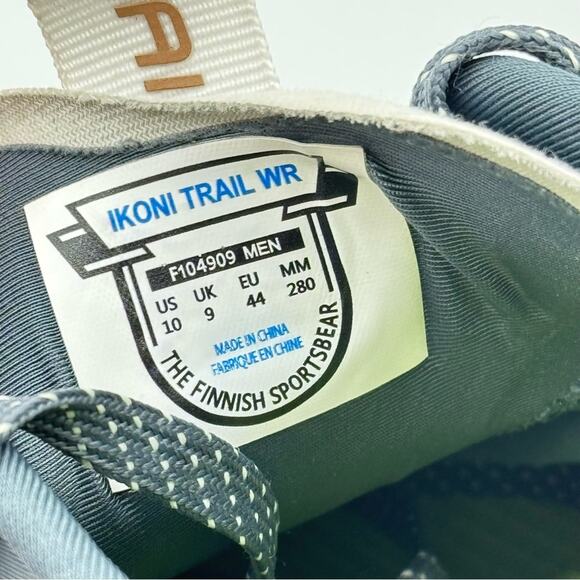 IKONI TRAIL WR
F104909 MEN
US UK EU MM
10 9 44 280
MADE IN CHINA
FABRIQUE EN CHINE
THE FINNISH SPORTSBEAR